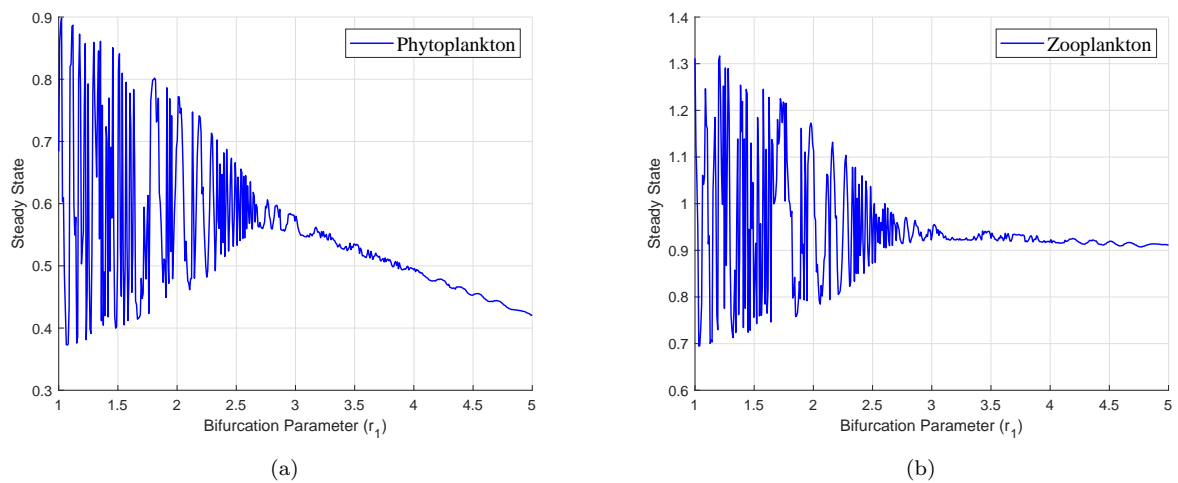 0.9
0.8
0.7
0.6
0.5
0.4
0.3
Steady State
Phytoplankton
1 1.5 2 2.5 3 3.5 4 4.5 5
Bifurcation Parameter (r_1)
(a)
1.4
1.3
1.2
1.1
1
0.9
0.8
0.7
0.6
Steady State
Zooplankton
1 1.5 2 2.5 3 3.5 4 4.5 5
Bifurcation Parameter (r_1)
(b)